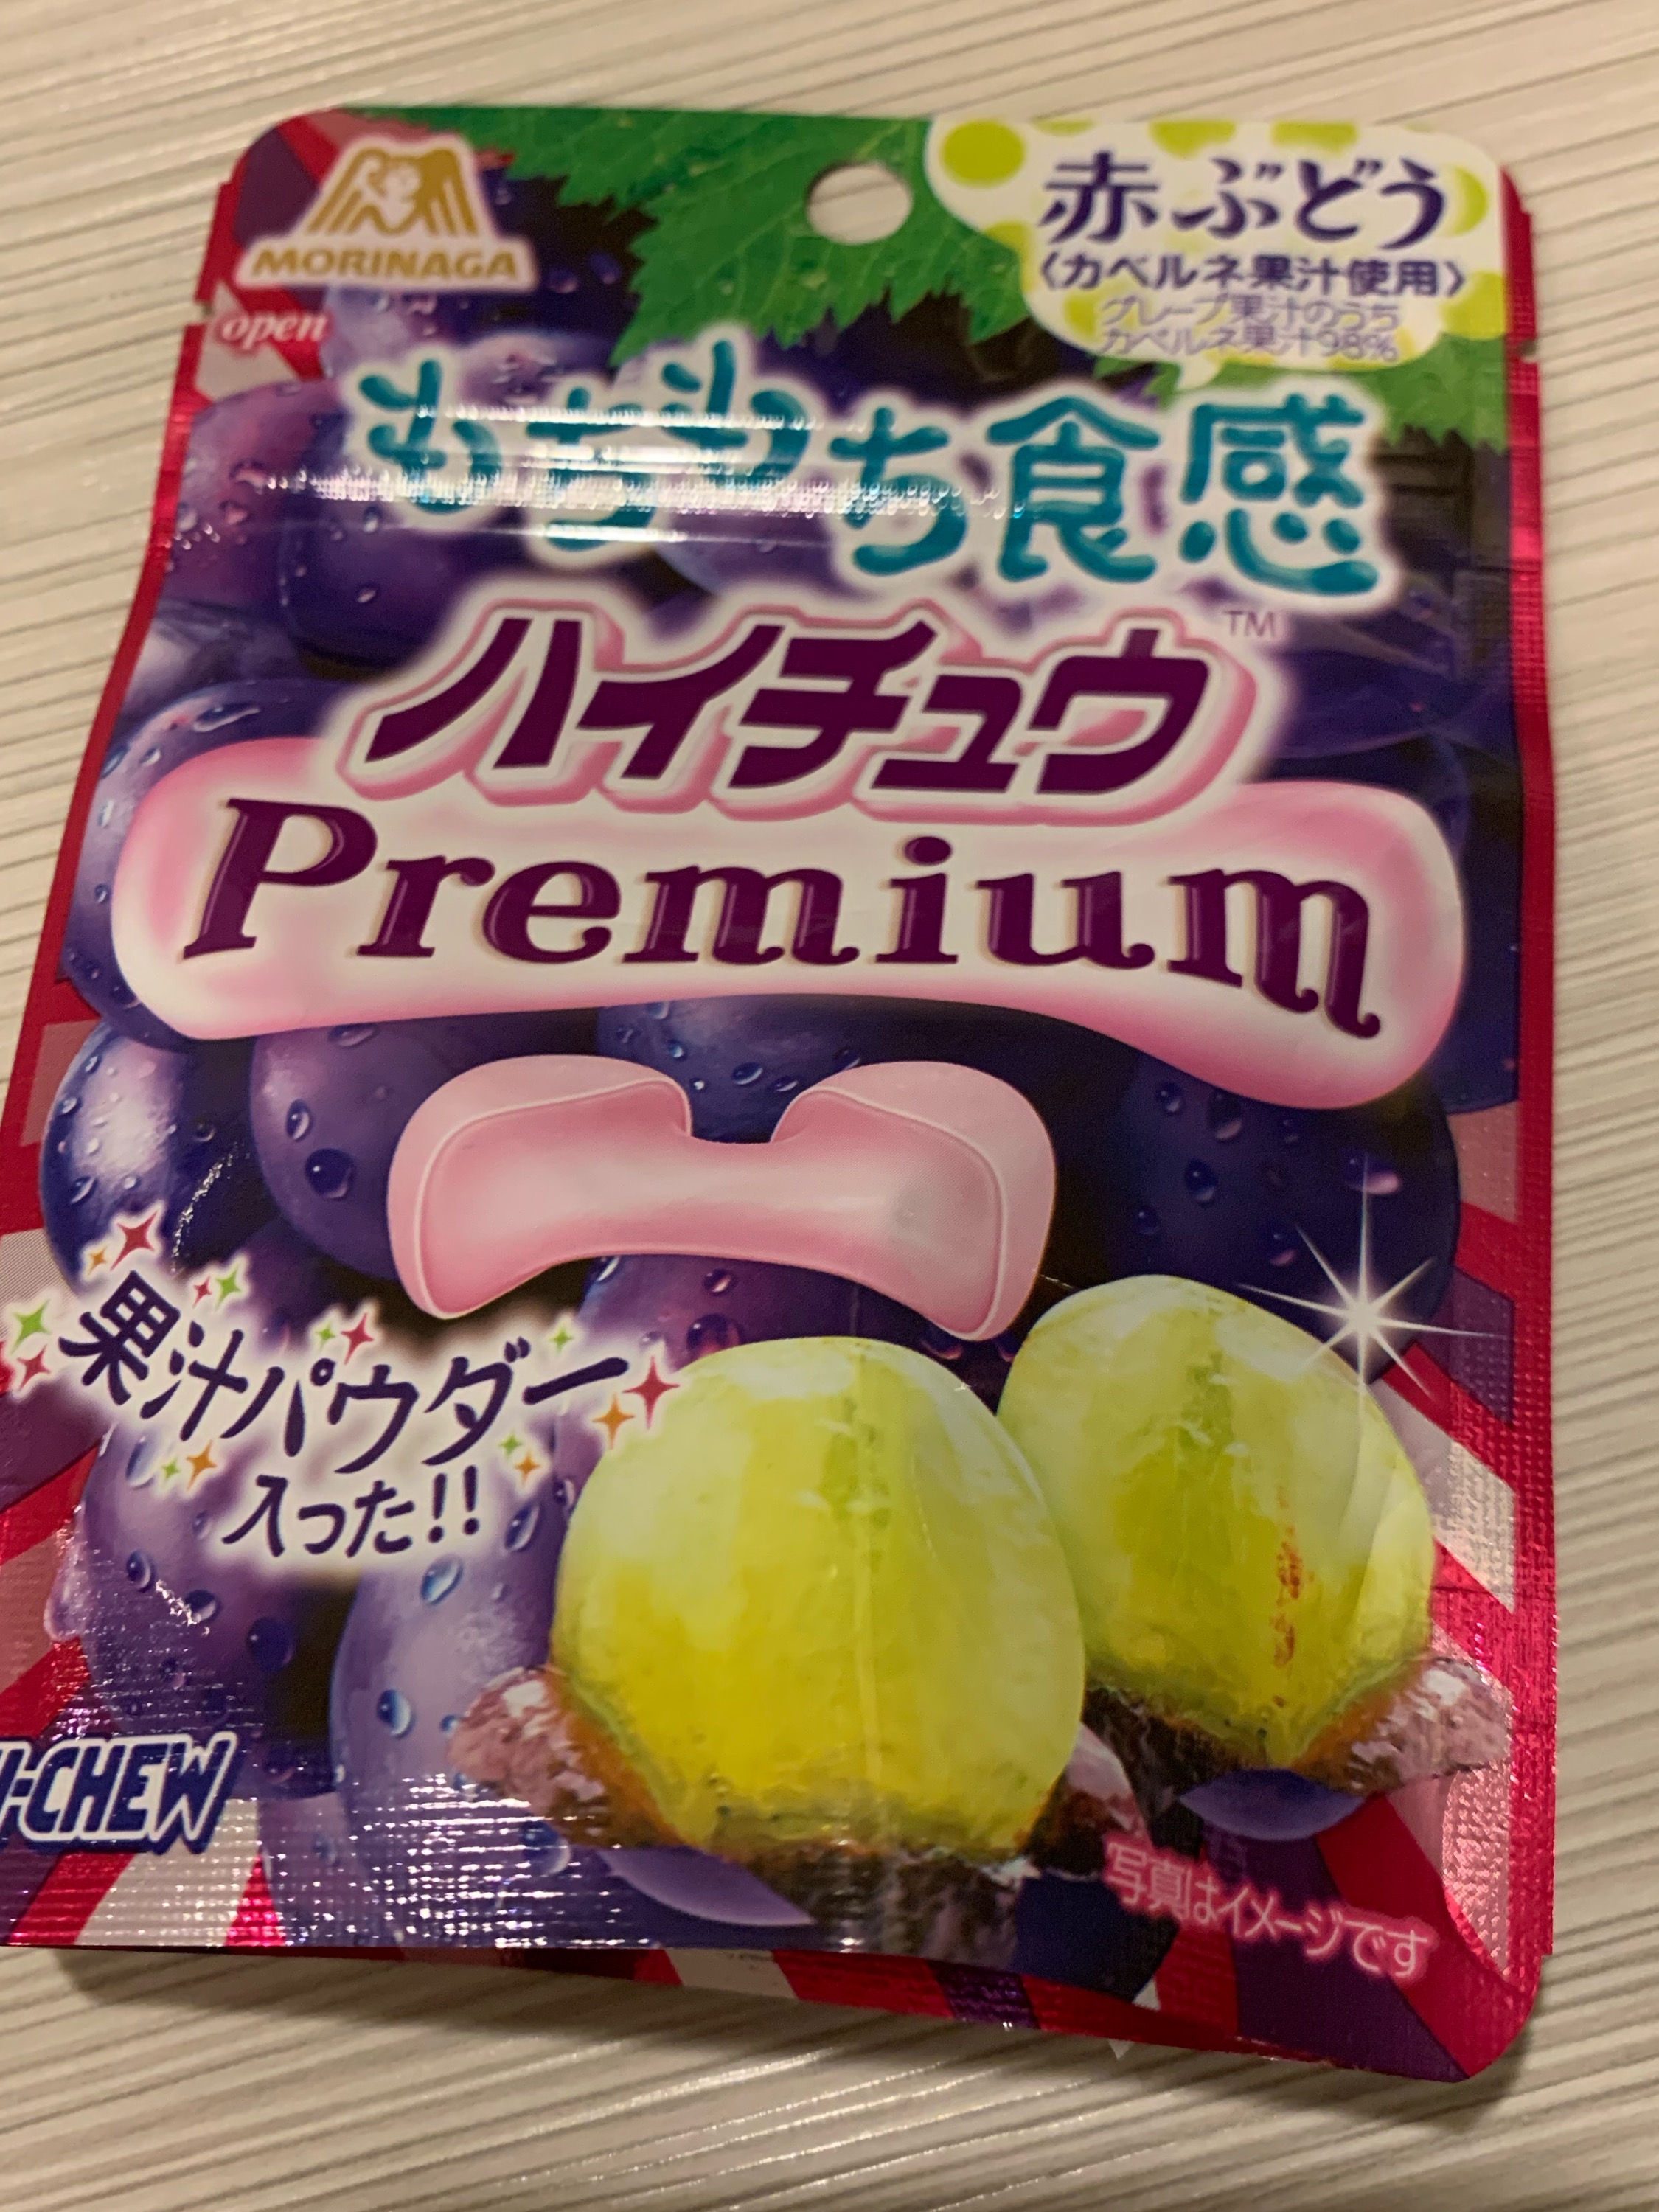 MORINAGA
open
赤ぶどう
〈カベルネ果汁使用〉
グレープ果汁のうち
カベルネ果汁98%
もちもち食感
ハイチュウ™
Premium
果汁パウダー
入った!!
I-CHEW
写真はイメージです